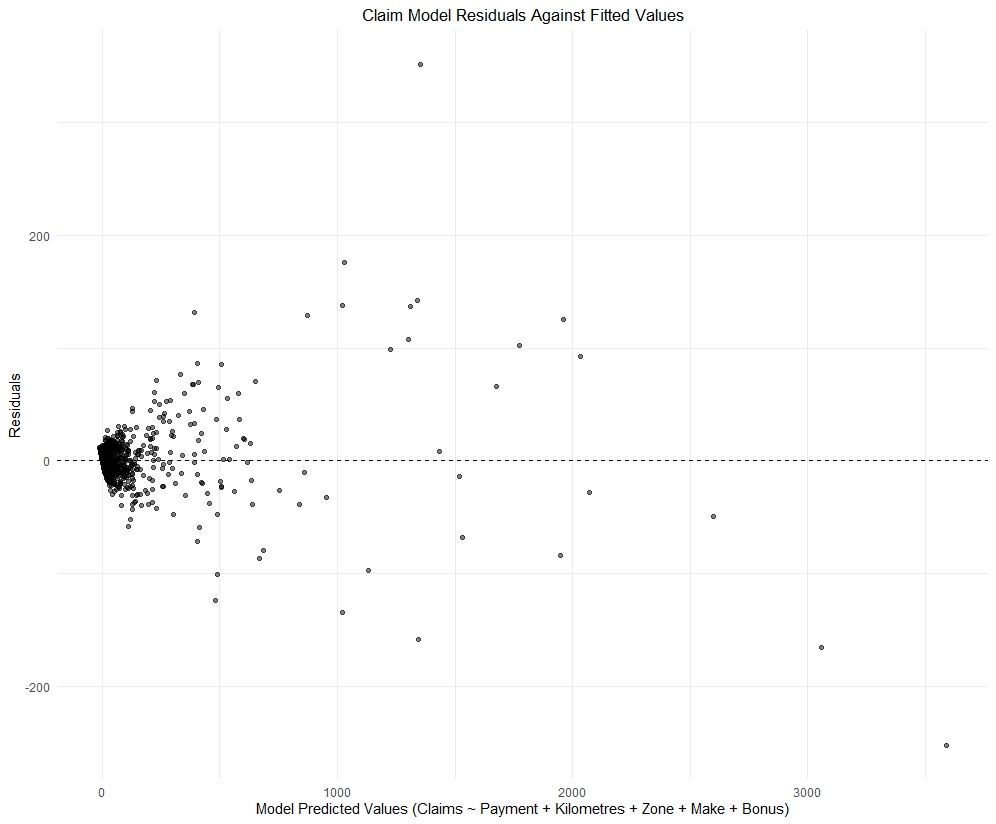 Claim Model Residuals Against Fitted Values
Residuals
200
0
-200
0 1000 2000 3000
Model Predicted Values (Claims ~ Payment + Kilometres + Zone + Make + Bonus)